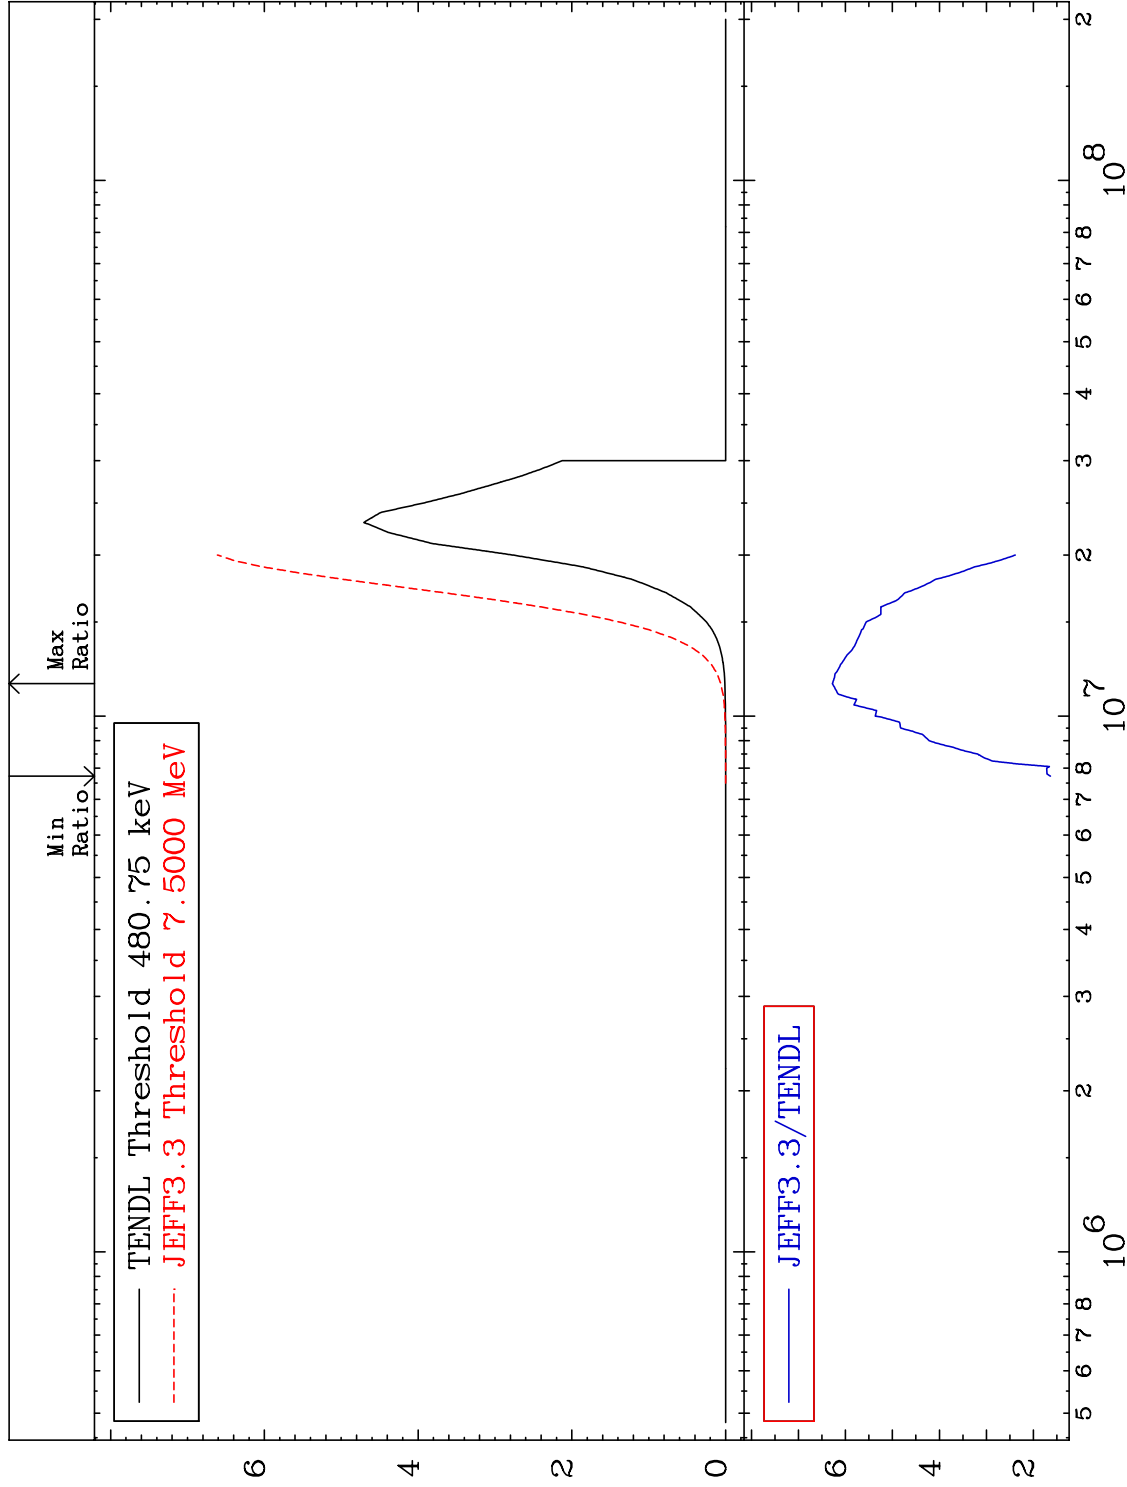 Min
Ratio
Max
Ratio
TENDL Threshold 480.75 keV
JEFF3.3 Threshold 7.5000 MeV
6
4
2
0
JEFF3.3/TENDL
6
4
2
5 6 7 8 10^6 2 3 4 5 6 7 8 10^7 2 3 4 5 6 7 8 10^8 2